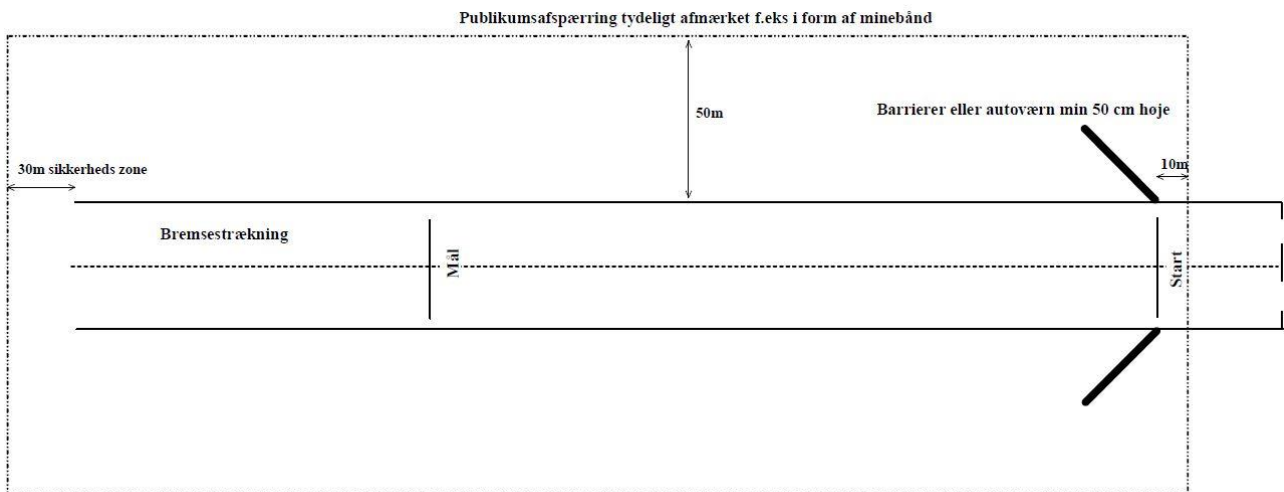 Publikumsafspærring tydeligt afmærket f.eks i form af minebånd
50m
Barrierer eller autoværn min 50 cm høje
30m sikkerheds zone
10m
Bremsestrækning
Mål
Start